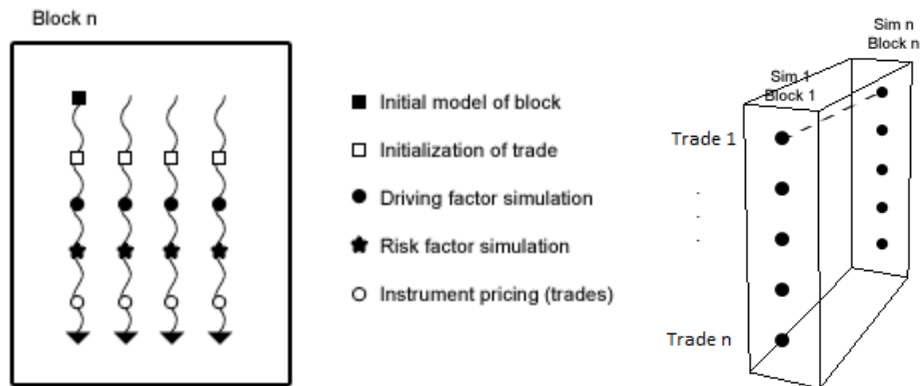 Block n
Initial model of block
Initialization of trade
Driving factor simulation
Risk factor simulation
Instrument pricing (trades)
Sim n
Block n
Sim 1
Block 1
Trade 1
.
.
.
Trade n